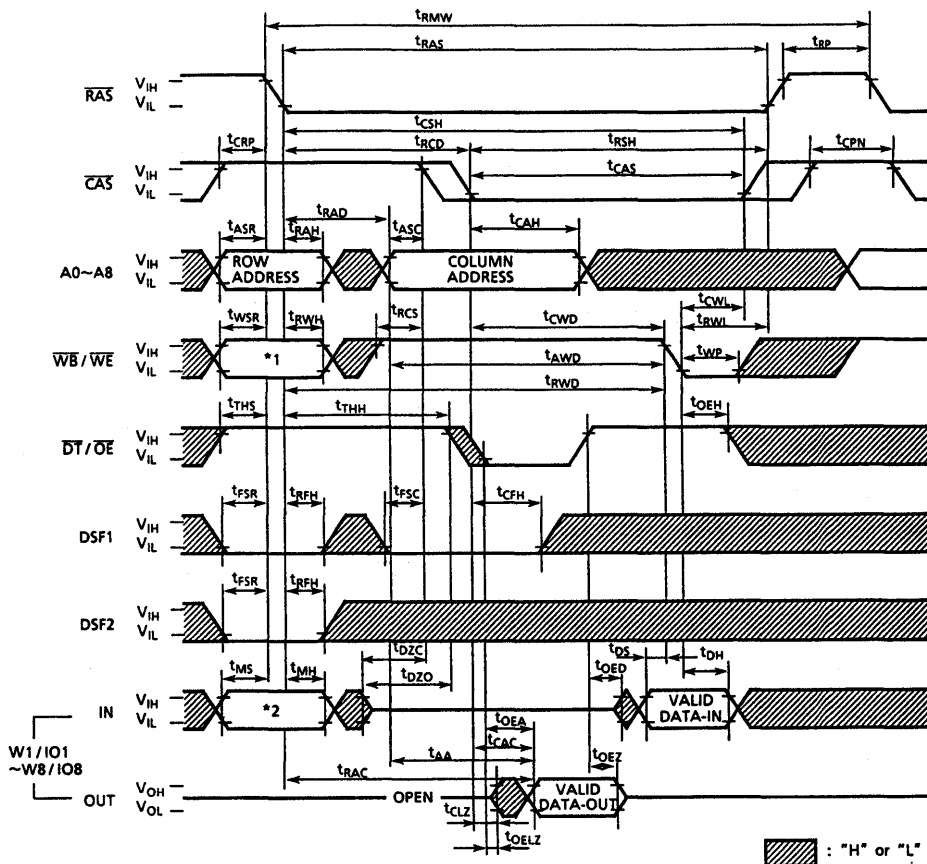 tRMW
tRAS
tRP
RAS VIH
VIL
tCSH
tCRP tRCD tRSH tCPN
CAS VIH
VIL
tCAS
tRAD
tASR tRAH tASC tCAH
A0~A8 VIH
VIL
ROW ADDRESS COLUMN ADDRESS
tCWL
tWSR tRWH tRCS tCWD tRWL
WB/WE VIH
VIL
*1 tAWD tWP
tRWD
tTHS tTHH tOEH
DT/OE VIH
VIL
tFSR tRFH tFSC tCFH
DSF1 VIH
VIL
tFSR tRFH
DSF2 VIH
VIL
tDZC tDS
tMS tMH tDZO tOED tDH
IN VIH
VIL
*2 VALID DATA-IN
W1/IO1
~W8/IO8
tOEA
tCAC
tAA tOEZ
tRAC
OUT VOH
VOL
OPEN VALID DATA-OUT
tCLZ
tOELZ
: "H" or "L"